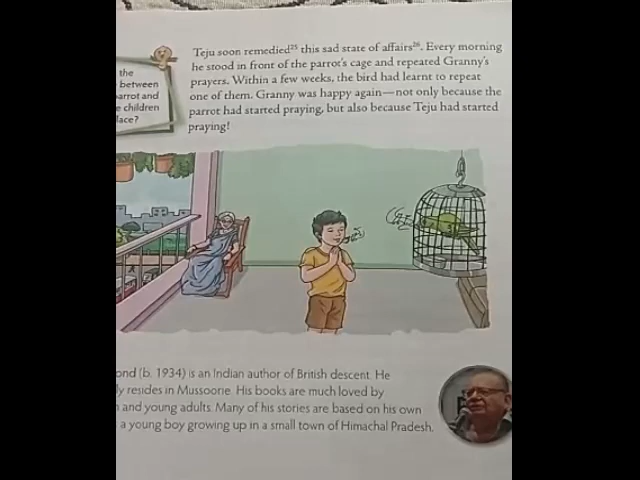 Teju soon remedied25 this sad state of affairs26. Every morning
he stood in front of the parrot's cage and repeated Granny's
prayers. Within a few weeks, the bird had learnt to repeat
one of them. Granny was happy again—not only because the
parrot had started praying, but also because Teju had started
praying!
the
between
parrot and
children
ond (b. 1934) is an Indian author of British descent. He
ly resides in Mussoorie. His books are much loved by
and young adults. Many of his stories are based on his own
a young boy growing up in a small town of Himachal Pradesh.